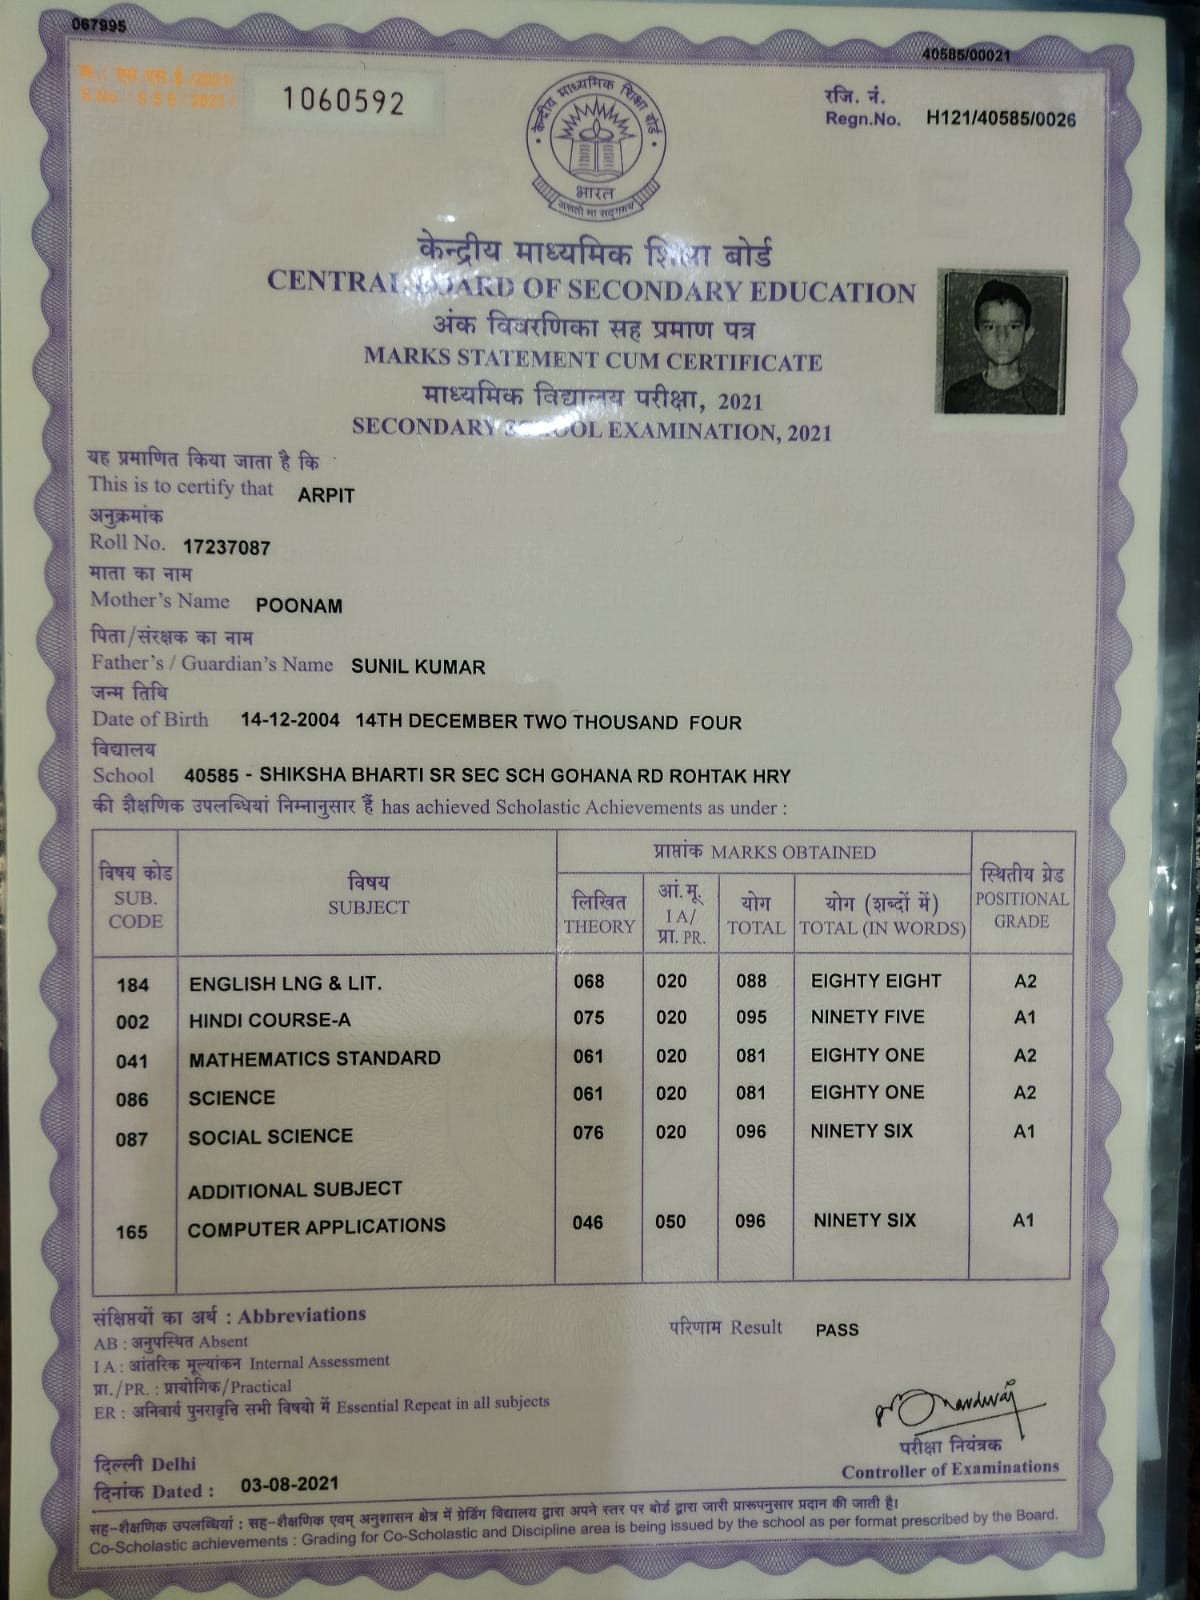 067995
40585/00021
क्र.: एस.एस.ई./2021/
S.No.: SSE/2021/
1060592
रजि. नं.
Regn.No. H121/40585/0026
केन्द्रीय माध्यमिक शिक्षा बोर्ड
भारत
असतो मा सद्गमय
केन्द्रीय माध्यमिक शिक्षा बोर्ड
CENTRAL BOARD OF SECONDARY EDUCATION
अंक विवरणिका सह प्रमाण पत्र
MARKS STATEMENT CUM CERTIFICATE
माध्यमिक विद्यालय परीक्षा, 2021
SECONDARY SCHOOL EXAMINATION, 2021
यह प्रमाणित किया जाता है कि
This is to certify that ARPIT
अनुक्रमांक
Roll No. 17237087
माता का नाम
Mother's Name POONAM
पिता/संरक्षक का नाम
Father's / Guardian's Name SUNIL KUMAR
जन्म तिथि
Date of Birth 14-12-2004 14TH DECEMBER TWO THOUSAND FOUR
विद्यालय
School 40585 - SHIKSHA BHARTI SR SEC SCH GOHANA RD ROHTAK HRY
की शैक्षणिक उपलब्धियां निम्नानुसार हैं has achieved Scholastic Achievements as under :
विषय कोड SUB. CODE
विषय SUBJECT
प्राप्तांक MARKS OBTAINED
लिखित THEORY
आं.मू. I A/ प्रा. PR.
योग TOTAL
योग (शब्दों में) TOTAL (IN WORDS)
स्थितीय ग्रेड POSITIONAL GRADE
184 ENGLISH LNG & LIT. 068 020 088 EIGHTY EIGHT A2
002 HINDI COURSE-A 075 020 095 NINETY FIVE A1
041 MATHEMATICS STANDARD 061 020 081 EIGHTY ONE A2
086 SCIENCE 061 020 081 EIGHTY ONE A2
087 SOCIAL SCIENCE 076 020 096 NINETY SIX A1
ADDITIONAL SUBJECT
165 COMPUTER APPLICATIONS 046 050 096 NINETY SIX A1
संक्षिप्तियों का अर्थ : Abbreviations
AB : अनुपस्थित Absent
I A : आंतरिक मूल्यांकन Internal Assessment
प्रा./PR. : प्रायोगिक/Practical
ER : अनिवार्य पुनरावृत्ति सभी विषयो में Essential Repeat in all subjects
परिणाम Result PASS
दिल्ली Delhi
दिनांक Dated : 03-08-2021
परीक्षा नियंत्रक
Controller of Examinations
सह-शैक्षणिक उपलब्धियां : सह-शैक्षणिक एवम् अनुशासन क्षेत्र में ग्रेडिंग विद्यालय द्वारा अपने स्तर पर बोर्ड द्वारा जारी प्रारूपनुसार प्रदान की जाती है।
Co-Scholastic achievements : Grading for Co-Scholastic and Discipline area is being issued by the school as per format prescribed by the Board.